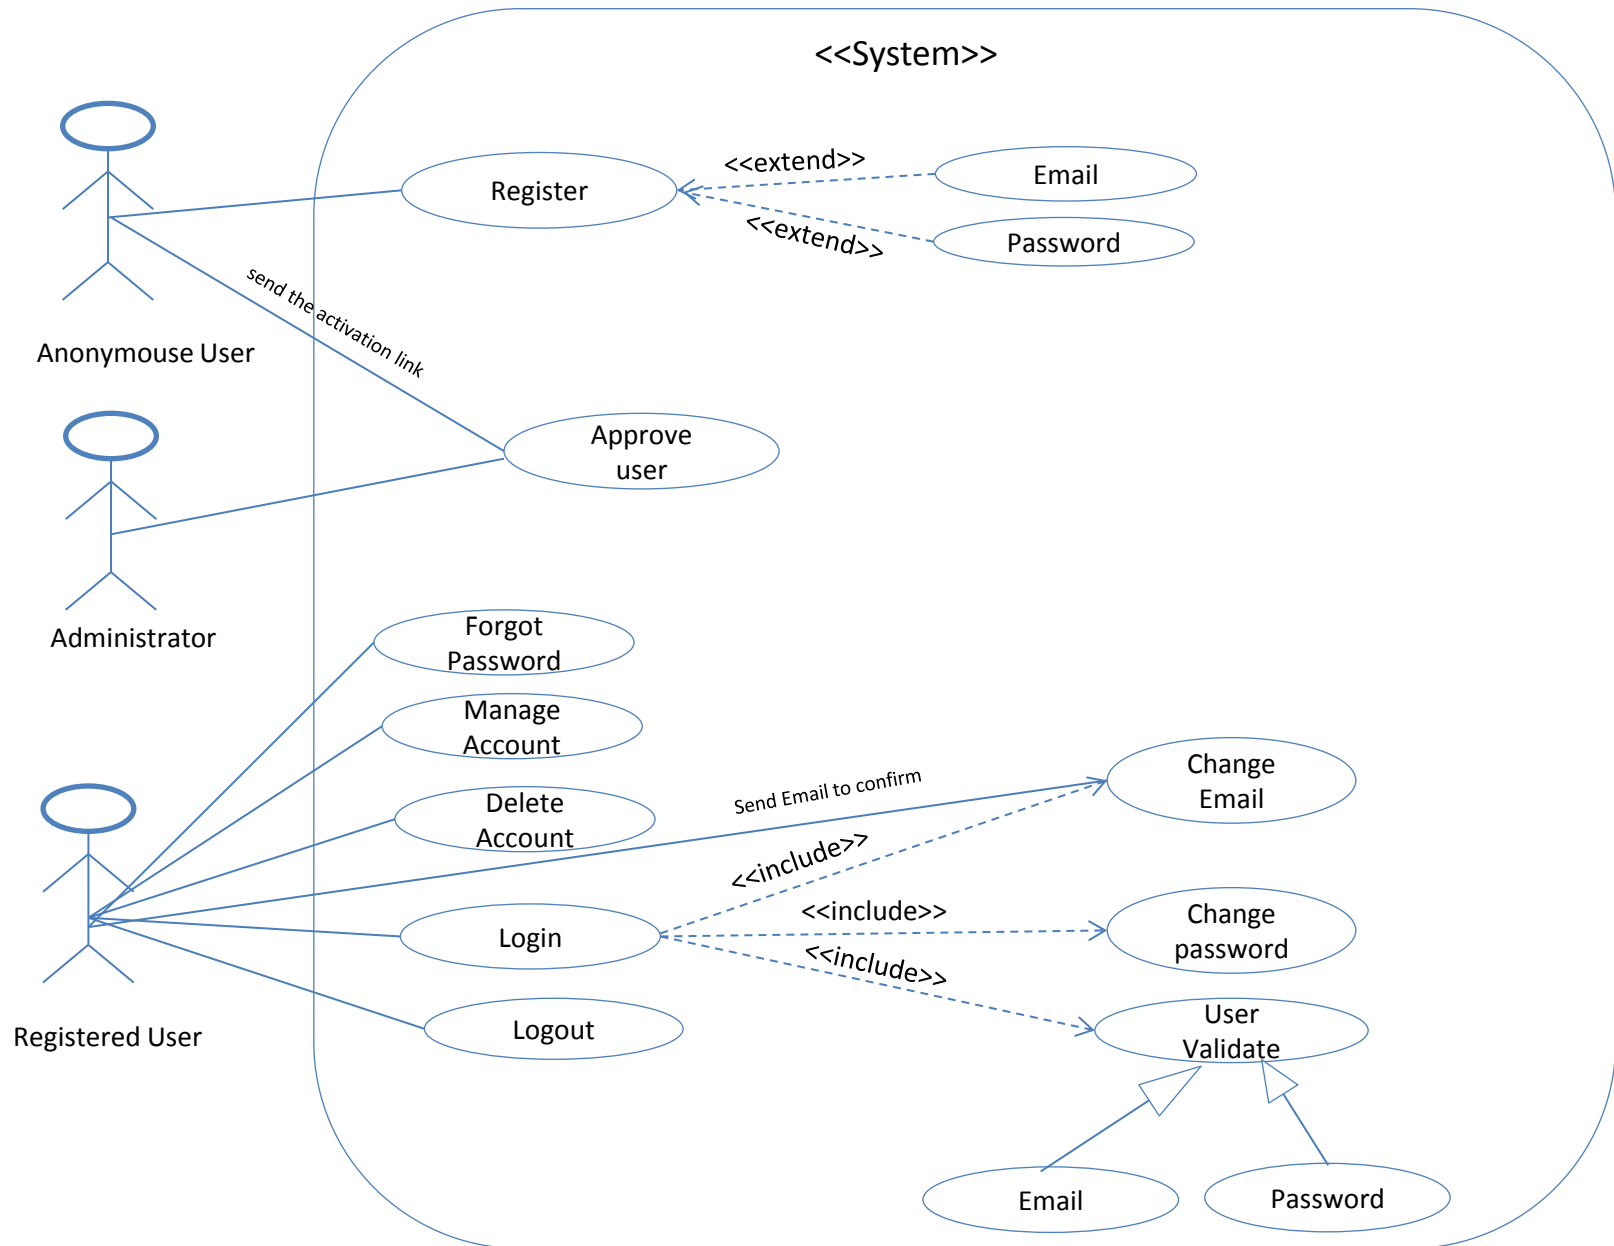 <<System>>
<<extend>>
Email
Register
<<extend>>
Password
send the activation link
Anonymouse User
Approve
user
Administrator
Forgot
Password
Manage
Account
Delete
Account
Send Email to confirm
Change
Email
<<include>>
Login
<<include>>
Change
password
<<include>>
Logout
User
Validate
Registered User
Email
Password